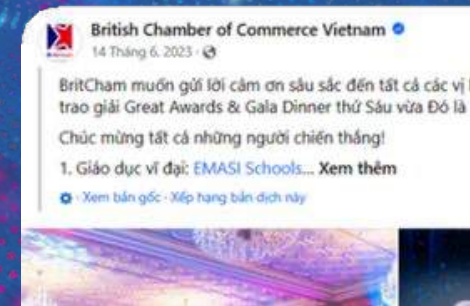 British Chamber of Commerce Vietnam
14 Tháng 6, 2023 ·
BritCham muốn gửi lời cảm ơn sâu sắc đến tất cả các vị
trao giải Great Awards & Gala Dinner thứ Sáu vừa Đó là
Chúc mừng tất cả những người chiến thắng!
1. Giáo dục vĩ đại: EMASI Schools... Xem thêm
· Xem bản gốc · Xếp hạng bản dịch này